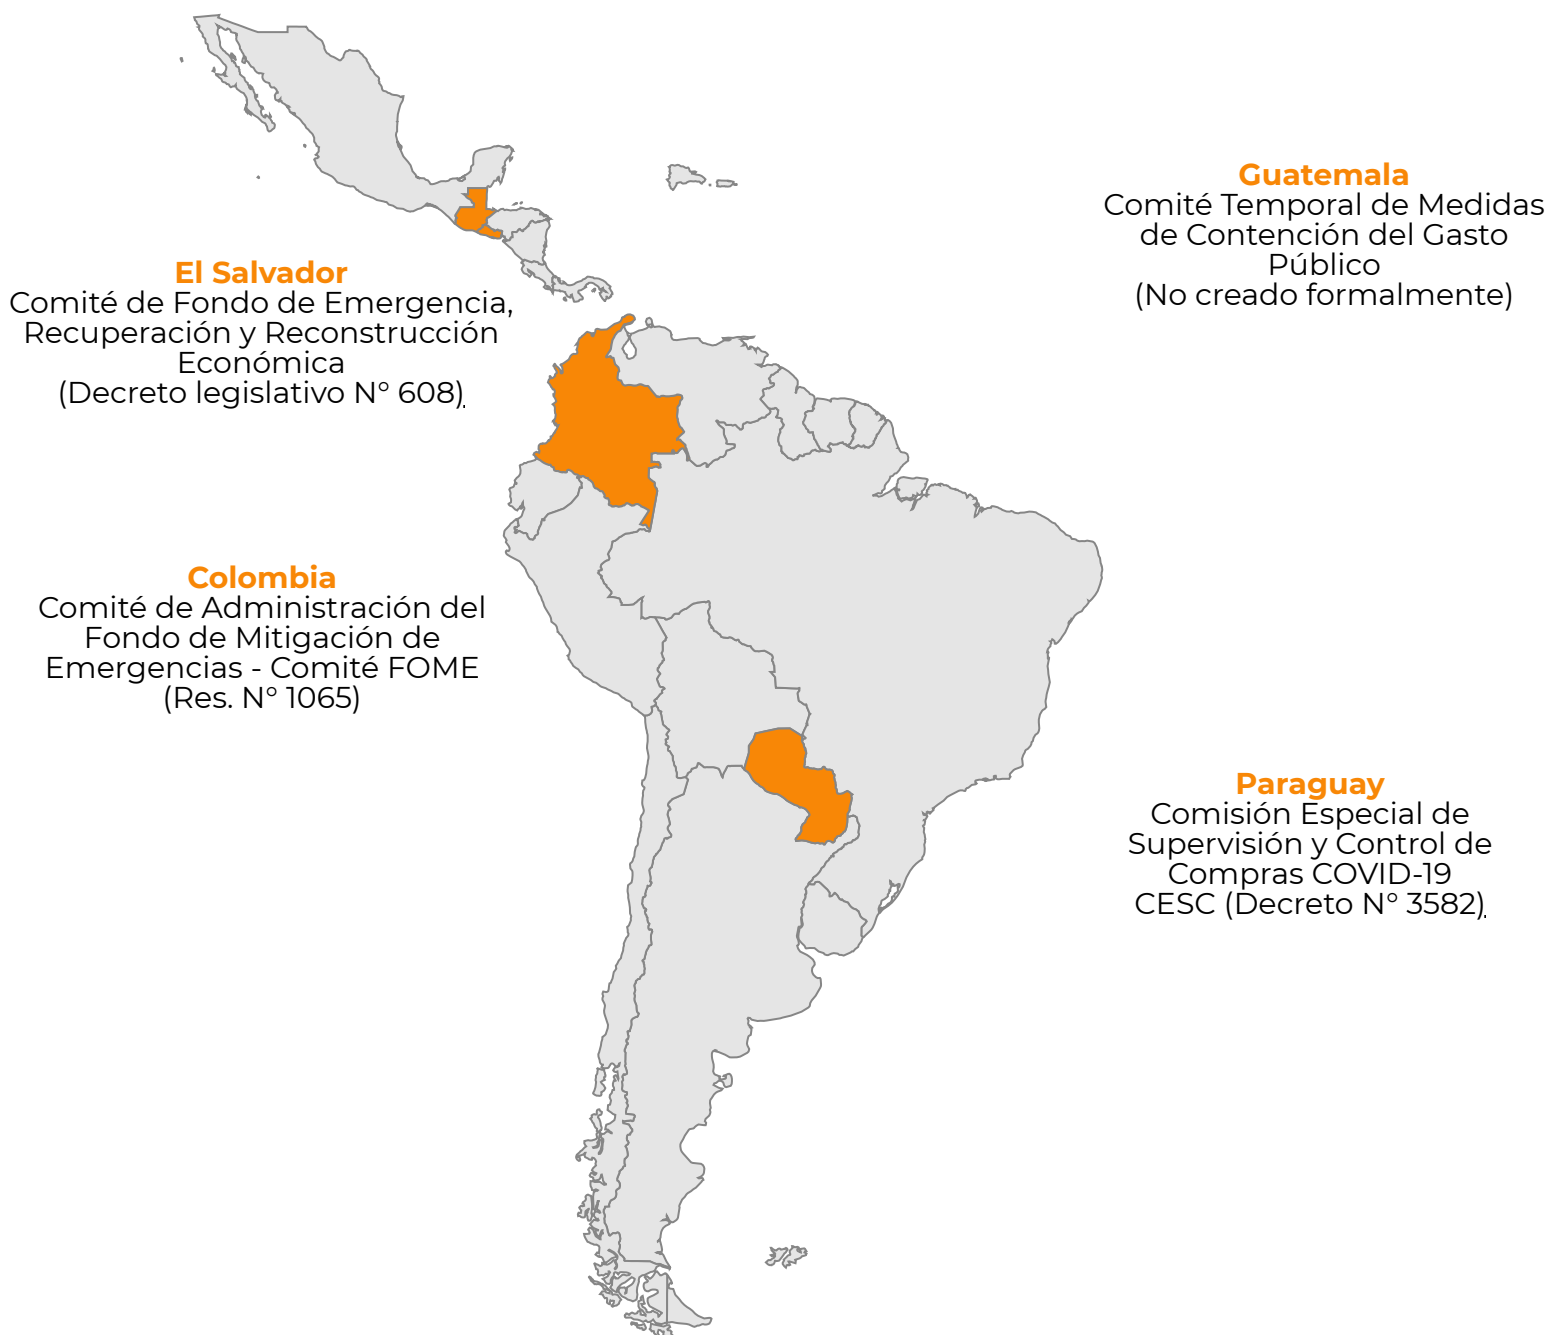 Guatemala
Comité Temporal de Medidas
de Contención del Gasto
Público
(No creado formalmente)
El Salvador
Comité de Fondo de Emergencia,
Recuperación y Reconstrucción
Económica
(Decreto legislativo N° 608).
Colombia
Comité de Administración del
Fondo de Mitigación de
Emergencias - Comité FOME
(Res. N° 1065)
Paraguay
Comisión Especial de
Supervisión y Control de
Compras COVID-19
CESC (Decreto N° 3582).